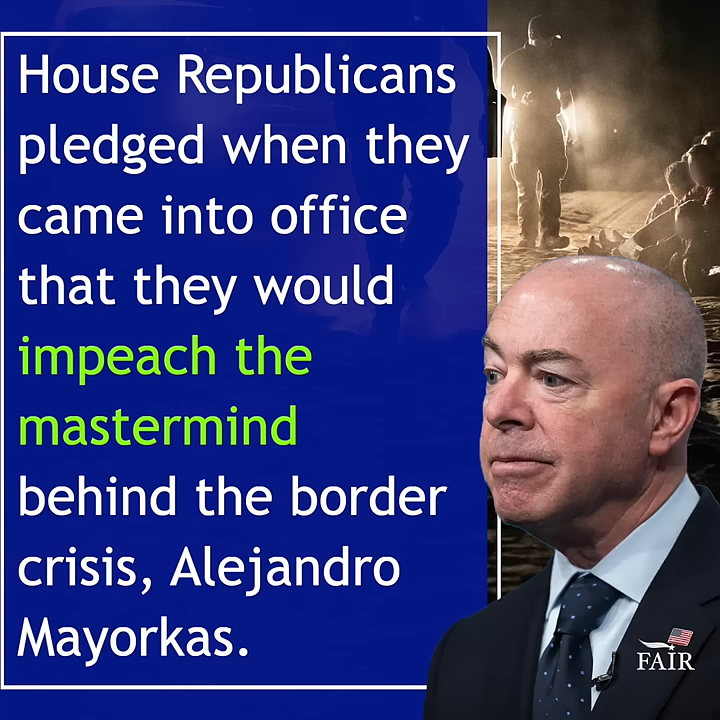 House Republicans
pledged when they
came into office
that they would
impeach the
mastermind
behind the border
crisis, Alejandro
Mayorkas.
FAIR